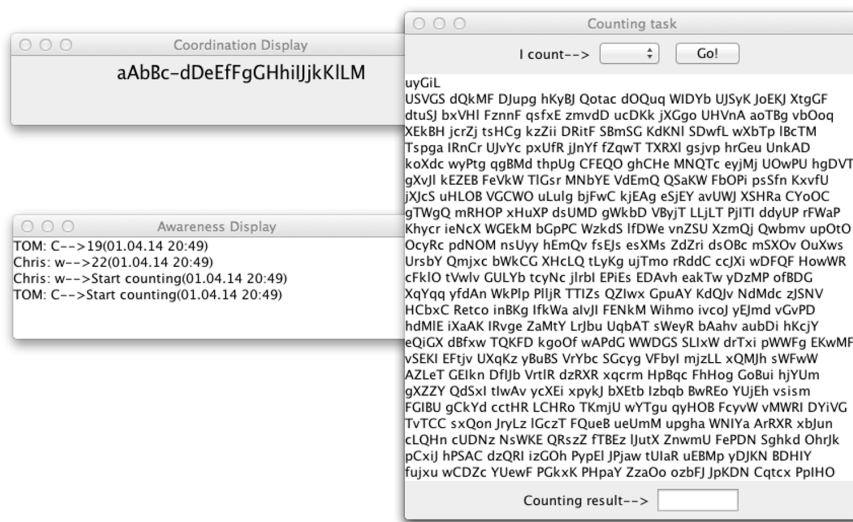 Coordination Display
aAbBc-dDeEfFgGHhiIJjkKlLM
Awareness Display
TOM: C-->19(01.04.14 20:49)
Chris: w-->22(01.04.14 20:49)
Chris: w-->Start counting(01.04.14 20:49)
TOM: C-->Start counting(01.04.14 20:49)
Counting task
I count--> Go!
uyGiL
USVGS dQkMF DJupg hKyBJ Qotac dOQuq WIDYb UJSyK JoEKJ XtgGF
dtuSJ bxVHl FznnF qsfxE zmvdD ucDKk jXGgo UHVnA aoTBg vbOoq
XEkBH jcrZj tsHCg kzZii DRitF SBmSG KdKNl SDwfL wXbTp lBcTM
Tspga IRnCr UJvYc pxUfR jJnYf fZqwT TXRXl gsjvp hrGeu UnkAD
koXdc wyPtg qgBMd thpUg CFEQO ghCHe MNQTc eyjMj UOwPU hgDVT
gXvJl kEZEB FeVkW TlGsr MNbYE VdEmQ QSaKW FbOPi psSfn KxvfU
jXJcS uHLOB VGCWO uLulg bjFwC kjEAg eSjEY avUWJ XSHRa CYoOC
gTWgQ mRHOP xHuXP dsUMD gWkbD VByjT LLjLT PjITI ddyUP rFWaP
Khycr ieNcX WGEkM bGpPC WzkdS lfDWe vnZSU XzmQj Qwbmv upOtO
OcyRc pdNOM nsUyy hEmQv fsEJs esXMs ZdZri dsOBc mSXOv OuXws
UrsbY Qmjxc bWkCG XHcLQ tLyKg ujTmo rRddC ccJXi wDFQF HowWR
cFklO tVwlv GULYb tcyNc jlrbI EPiEs EDAvh eakTw yDzMP ofBDG
XqYqq yfdAn WkPlp PlljR TTIZs QZIwx GpuAY KdQJv NdMdc zJSNV
HCbxC Retco inBKg IfkWa alvJI FENkM Wihmo ivcoJ yEJmd vGvPD
hdMlE iXaAK IRvge ZaMtY LrJbu UqbAT sWeyR bAahv aubDi hKcjY
eQiGX dBfxw TQKFD kgoOf wAPdG WWDGS SLIxW drTxi pWWFg EKwMF
vSEKI EFtjv UXqKz yBuBS VrYbc SGcyg VFbyI mjzLL xQMJh sWFwW
AZLeT GEIkn DfIJb VrtlR dzRXR xqcrm HpBqc FhHog GoBui hjYUm
gXZZY QdSxI tIwAv ycXEi xpykJ bXEtb Izbqb BwREo YUjEh vsism
FGIBU gCkYd cctHR LCHRo TKmjU wYTgu qyHOB FcyvW vMWRI DYiVG
TvTCC sxQon JryLz lGczT FQueB ueUmM upgha WNIYa ArRXR xbJun
cLQHn cUDNz NsWKE QRszZ fTBEz lJutX ZnwmU FePDN Sghkd OhrJk
pCxiJ hPSAC dzQRI izGOh PypEl JPjaw tUIaR uEBMp yDJKN BDHIY
fujxu wCDZc YUewF PGkxK PHpaY ZzaOo ozbFJ JpKDN Cqtcx PpIHO
Counting result-->